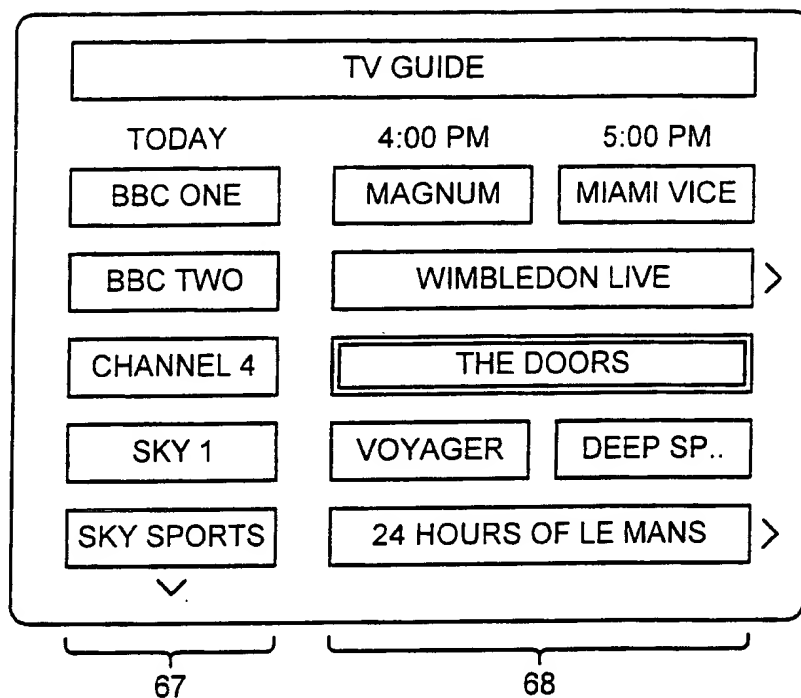 TV GUIDE
TODAY 4:00 PM 5:00 PM
BBC ONE MAGNUM MIAMI VICE
BBC TWO WIMBLEDON LIVE >
CHANNEL 4 THE DOORS
SKY 1 VOYAGER DEEP SP..
SKY SPORTS 24 HOURS OF LE MANS >
67 68